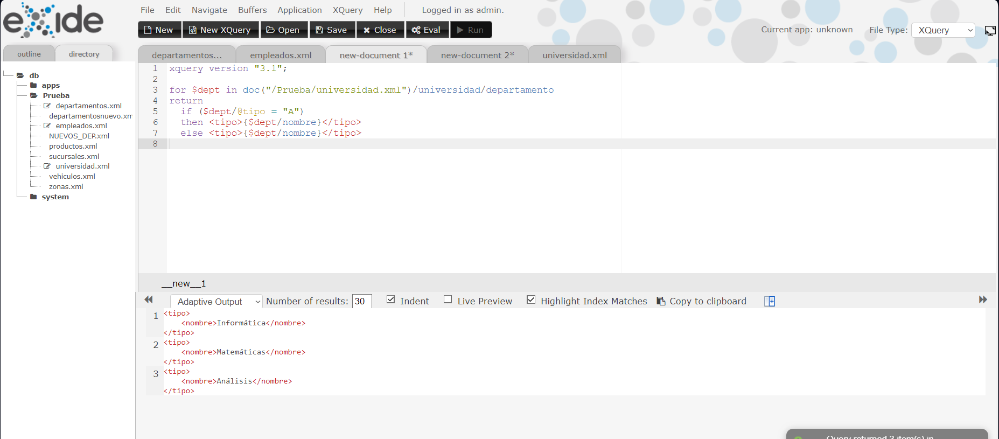 eXide
File Edit Navigate Buffers Application XQuery Help Logged in as admin.
New New XQuery Open Save Close Eval Run
Current app: unknown File Type: XQuery
outline directory
departamentos... empleados.xml new-document 1* new-document 2* universidad.xml
db
apps
Prueba
departamentos.xml
departamentosnuevo.xm
empleados.xml
NUEVOS_DEP.xml
productos.xml
sucursales.xml
universidad.xml
vehiculos.xml
zonas.xml
system
1 xquery version "3.1";
2
3 for $dept in doc("/Prueba/universidad.xml")/universidad/departamento
4 return
5 if ($dept/@tipo = "A")
6 then <tipo>{$dept/nombre}</tipo>
7 else <tipo>{$dept/nombre}</tipo>
8
__new__1
Adaptive Output Number of results: 30 Indent Live Preview Highlight Index Matches Copy to clipboard
1 <tipo>
<nombre>Informática</nombre>
</tipo>
2 <tipo>
<nombre>Matemáticas</nombre>
</tipo>
3 <tipo>
<nombre>Análisis</nombre>
</tipo>
Query returned 3 item(s) in